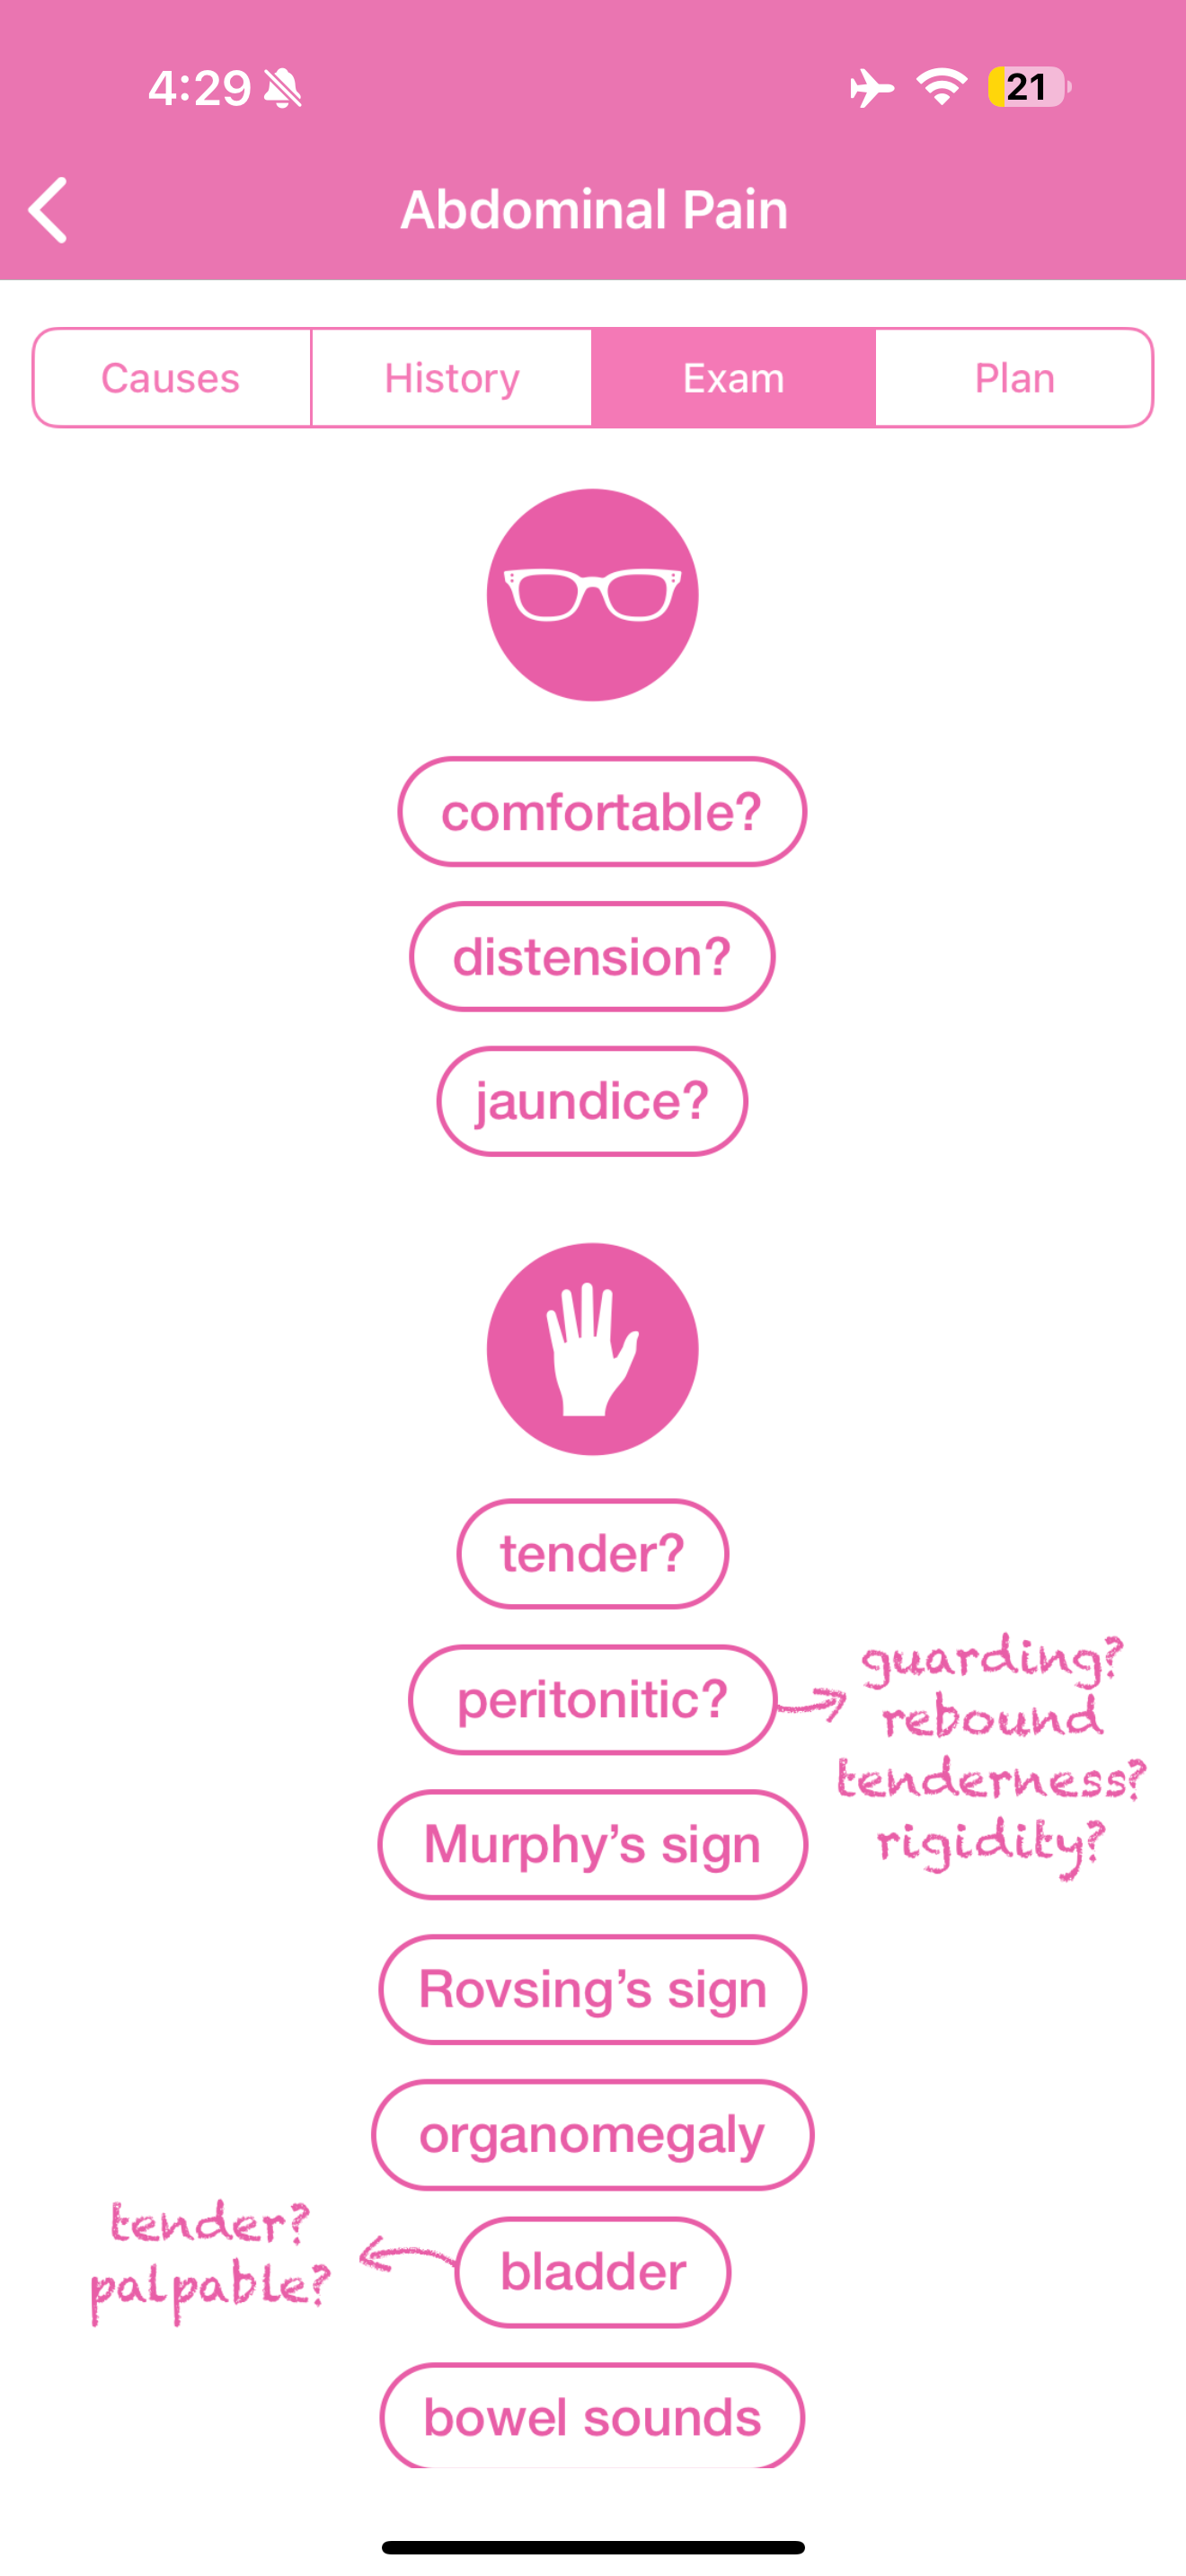 4:29
21
Abdominal Pain
Causes History Exam Plan
comfortable?
distension?
jaundice?
tender?
peritonitic?
guarding?
rebound
tenderness?
rigidity?
Murphy’s sign
Rovsing’s sign
organomegaly
bladder
tender?
palpable?
bowel sounds